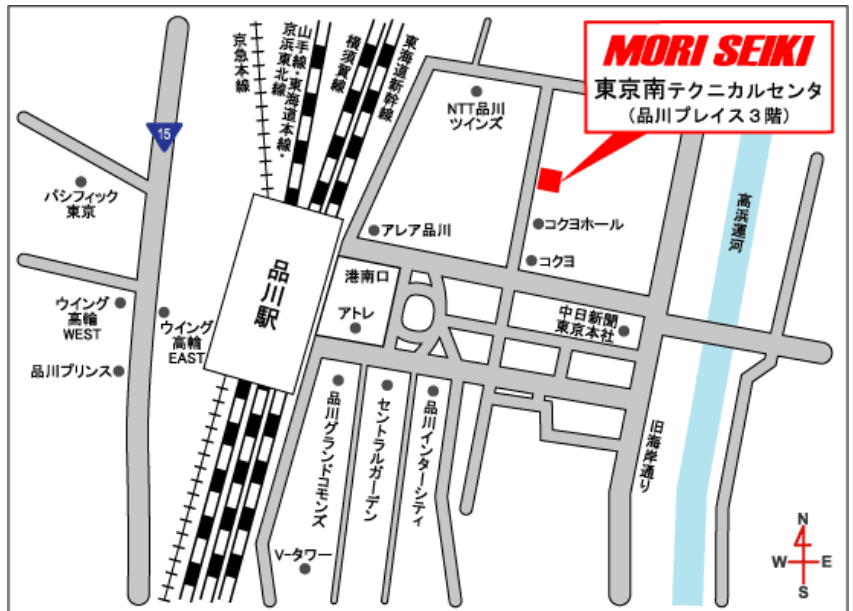 MORI SEIKI
東京南テクニカルセンタ
(品川プレイス3階)
京急本線
山手線・東海道本線・
京浜東北線
横須賀線
東海道新幹線
15
NTT品川
ツインズ
パシフィック
東京
アレア品川
コクヨホール
コクヨ
高浜運河
品川駅
港南口
アトレ
ウイング
高輪
WEST
ウイング
高輪
EAST
中日新聞
東京本社
品川プリンス
品川グランドコモンズ
セントラルガーデン
品川インターシティ
旧海岸通り
V-タワー
N
W
E
S